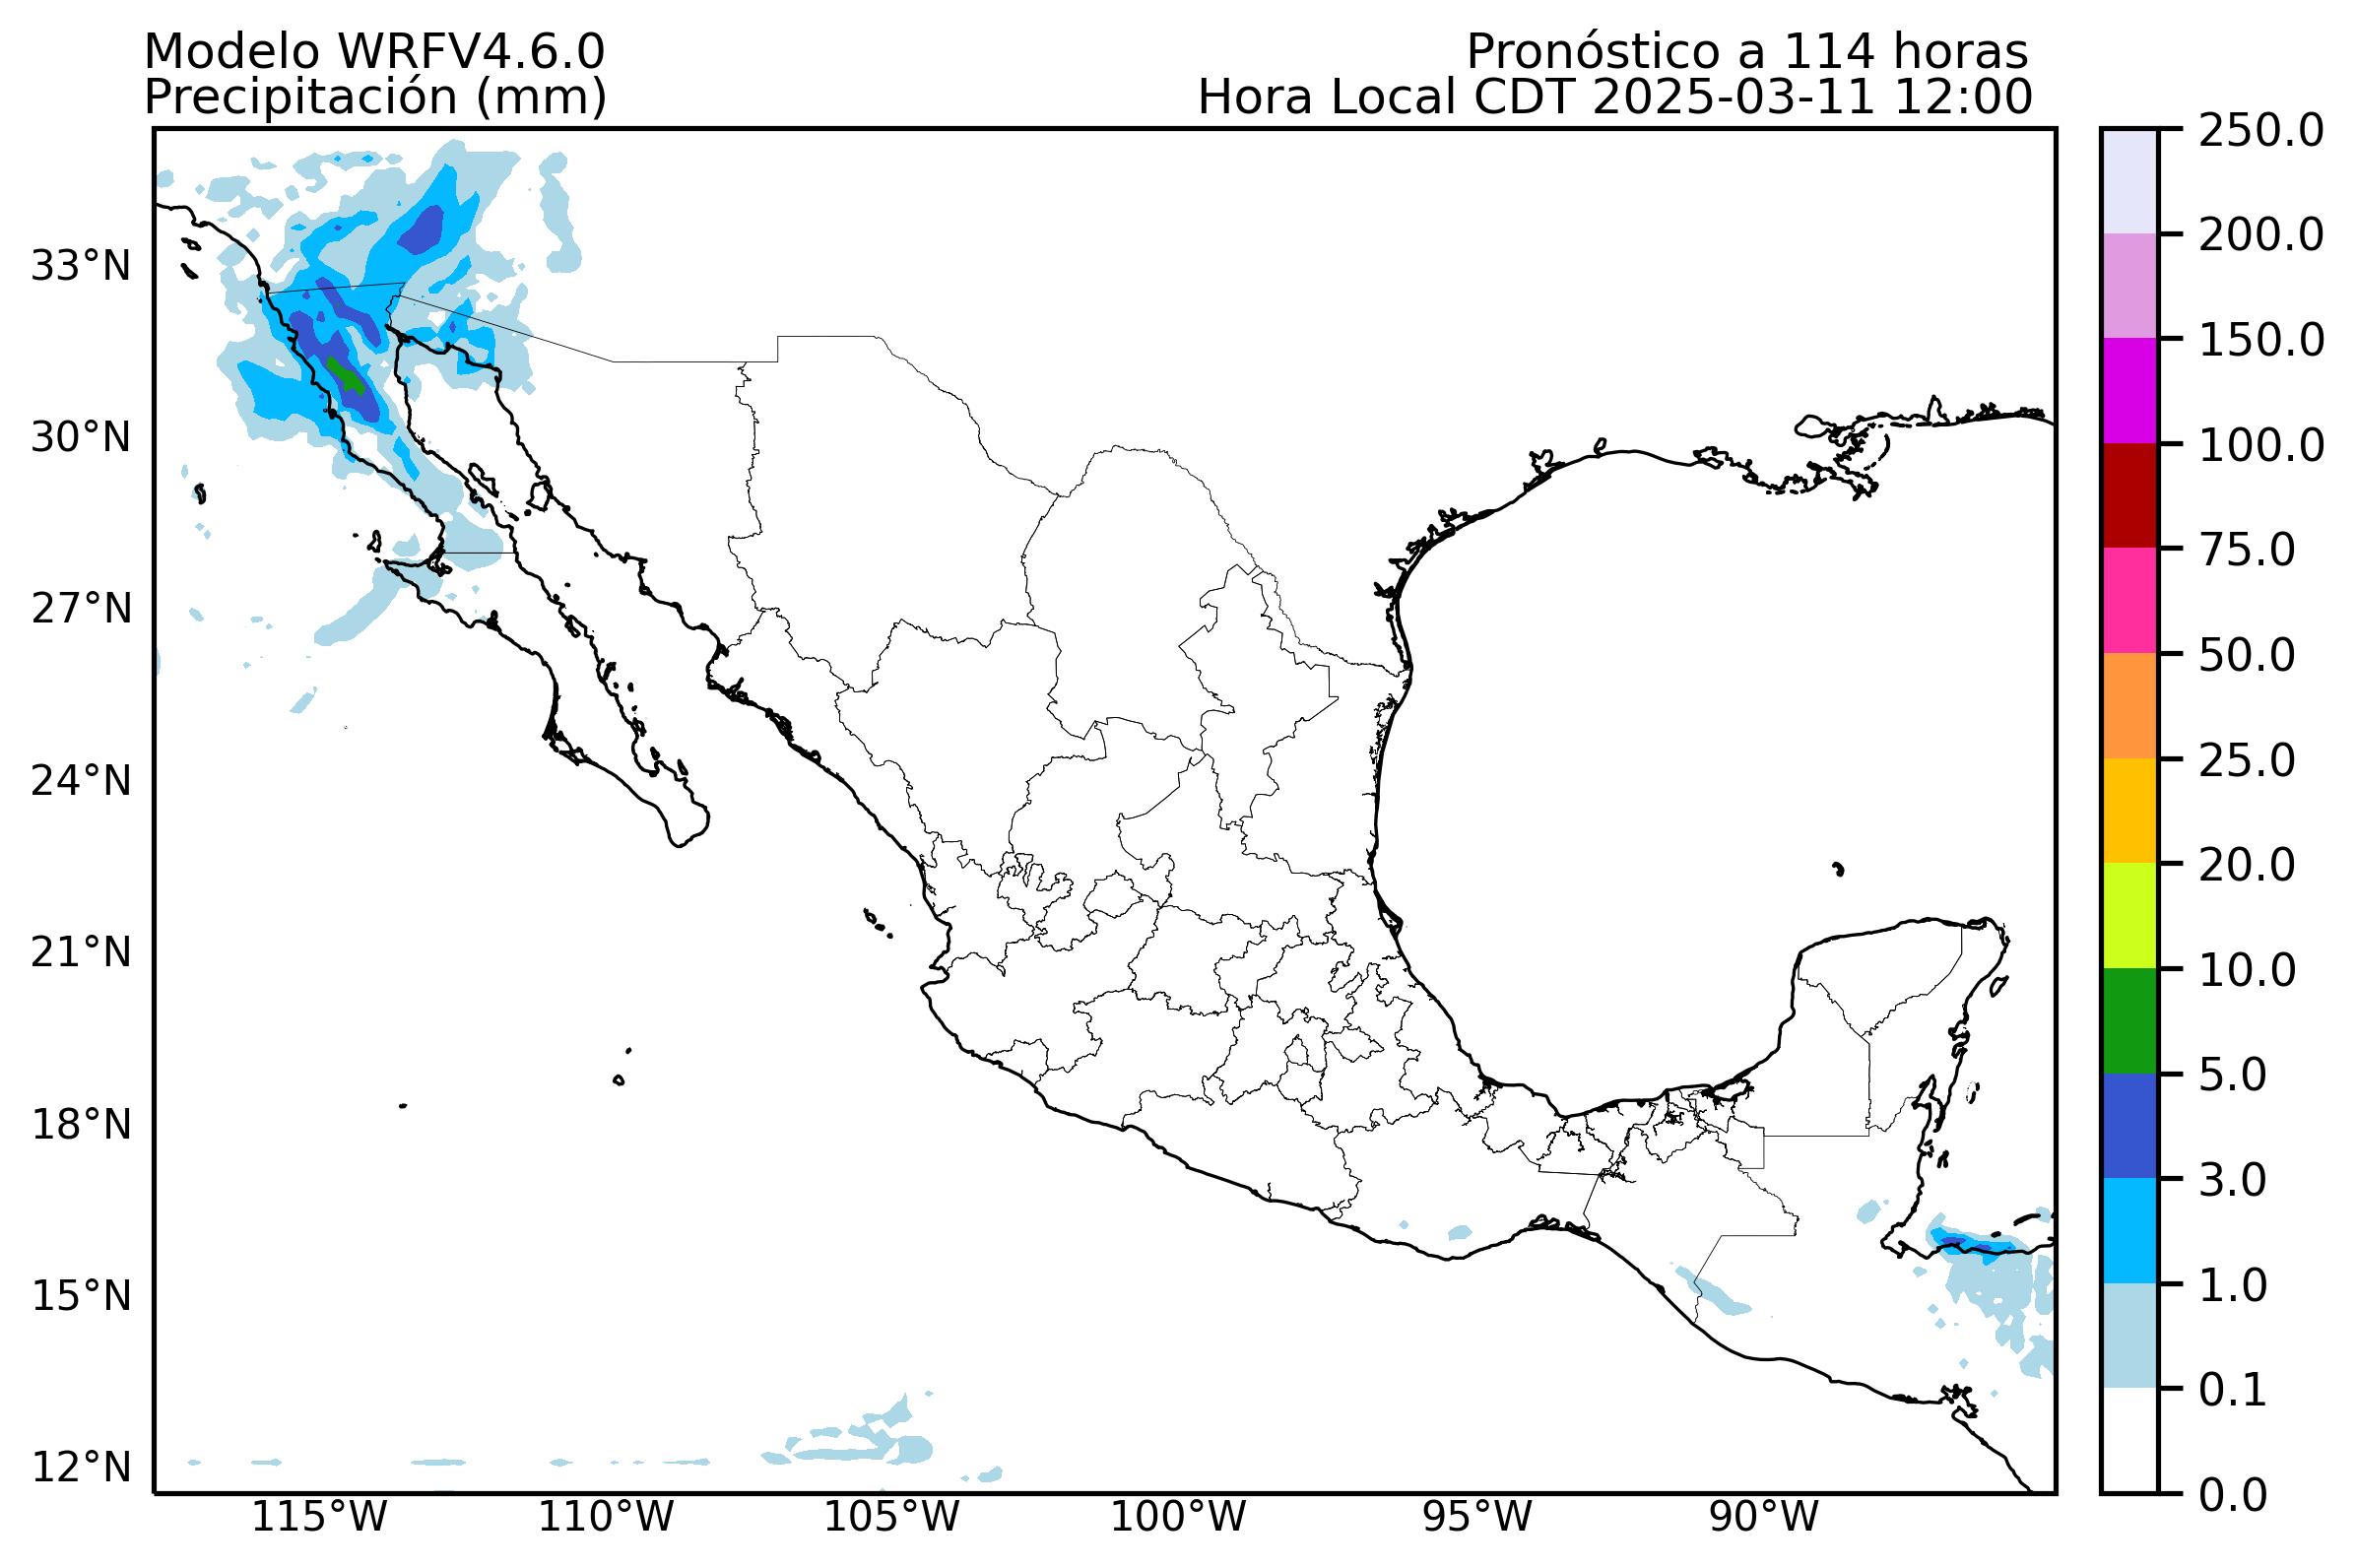 Modelo WRFV4.6.0
Precipitación (mm)
Pronóstico a 114 horas
Hora Local CDT 2025-03-11 12:00
33°N
30°N
27°N
24°N
21°N
18°N
15°N
12°N
115°W
110°W
105°W
100°W
95°W
90°W
250.0
200.0
150.0
100.0
75.0
50.0
25.0
20.0
10.0
5.0
3.0
1.0
0.1
0.0